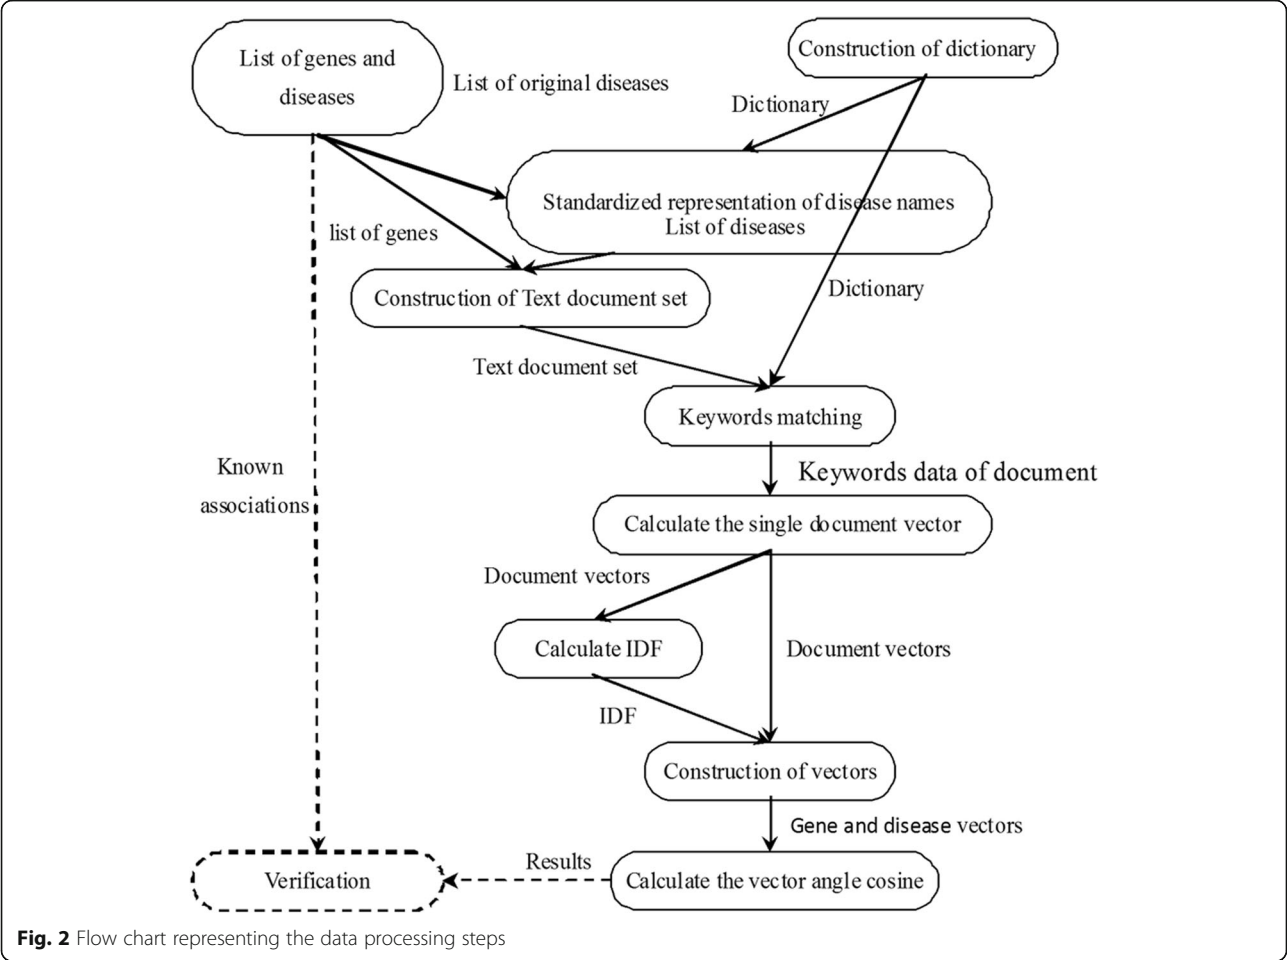 List of genes and
diseases
List of original diseases
Construction of dictionary
Dictionary
Standardized representation of disease names
List of diseases
list of genes
Construction of Text document set
Dictionary
Text document set
Keywords matching
Known
associations
Keywords data of document
Calculate the single document vector
Document vectors
Calculate IDF
Document vectors
IDF
Construction of vectors
Gene and disease vectors
Verification
Results
Calculate the vector angle cosine
Fig. 2 Flow chart representing the data processing steps